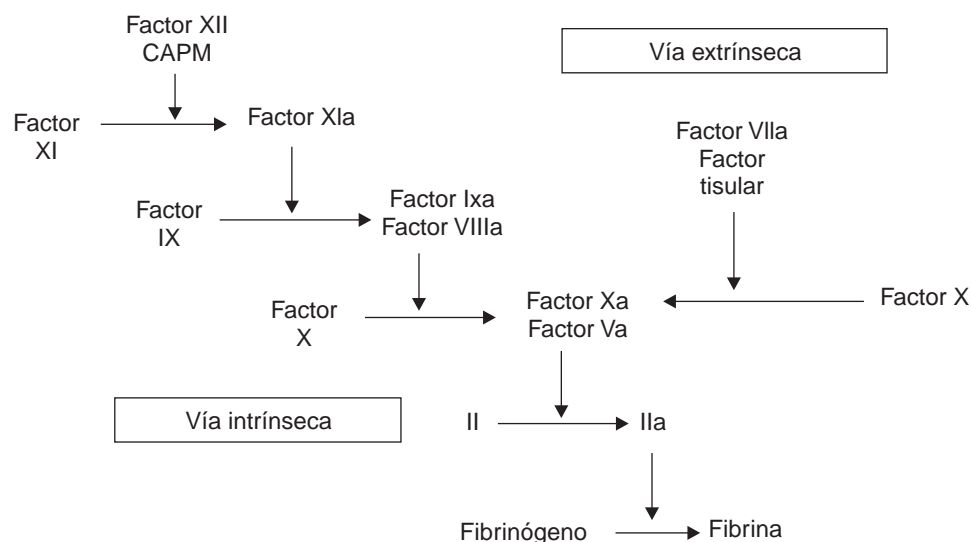 Factor XII
CAPM
Vía extrínseca
Factor
XI
Factor XIa
Factor VIIa
Factor
tisular
Factor
IX
Factor Ixa
Factor VIIIa
Factor
X
Factor Xa
Factor Va
Factor X
Vía intrínseca
II
IIa
Fibrinógeno
Fibrina